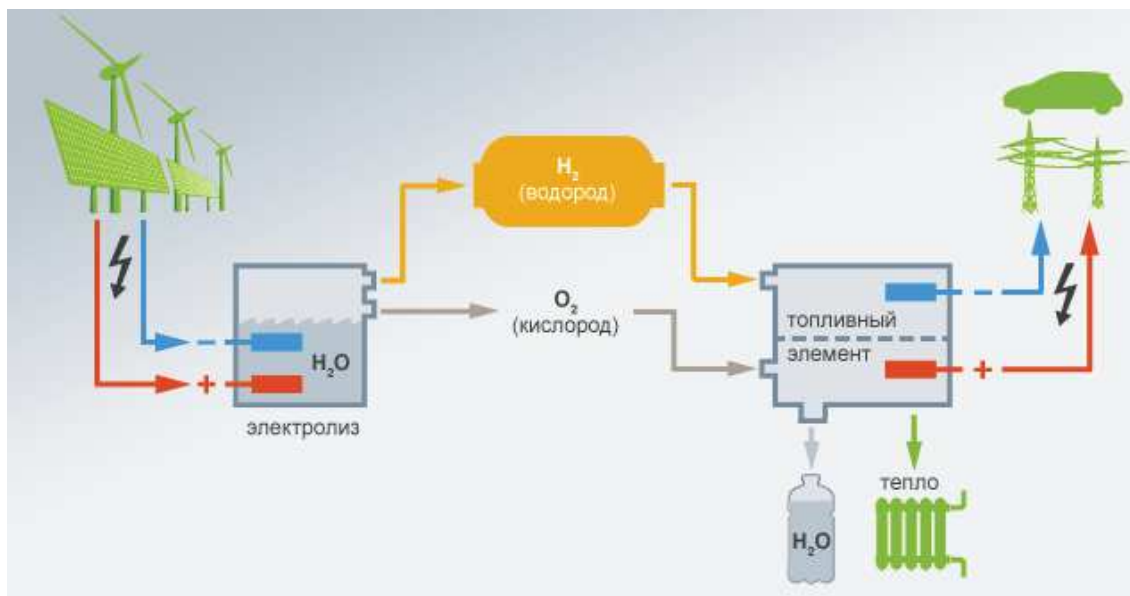 H₂
(водород)
O₂
(кислород)
H₂O
электролиз
топливный
элемент
тепло
H₂O